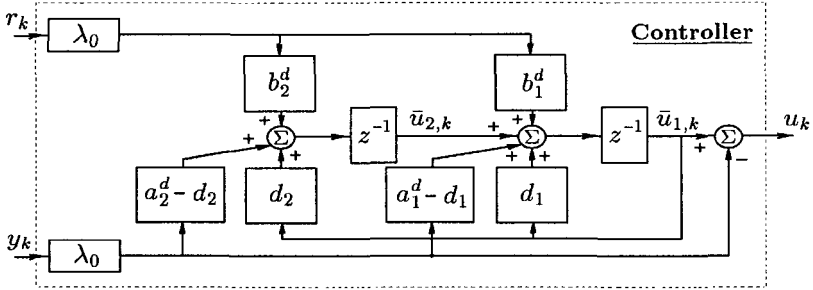 r_k
λ_0
Controller
b_2^d
b_1^d
+ + + Σ
z^{-1}
ū_{2,k}
+ + + + Σ
z^{-1}
ū_{1,k}
+ Σ −
u_k
a_2^d - d_2
d_2
a_1^d - d_1
d_1
y_k
λ_0